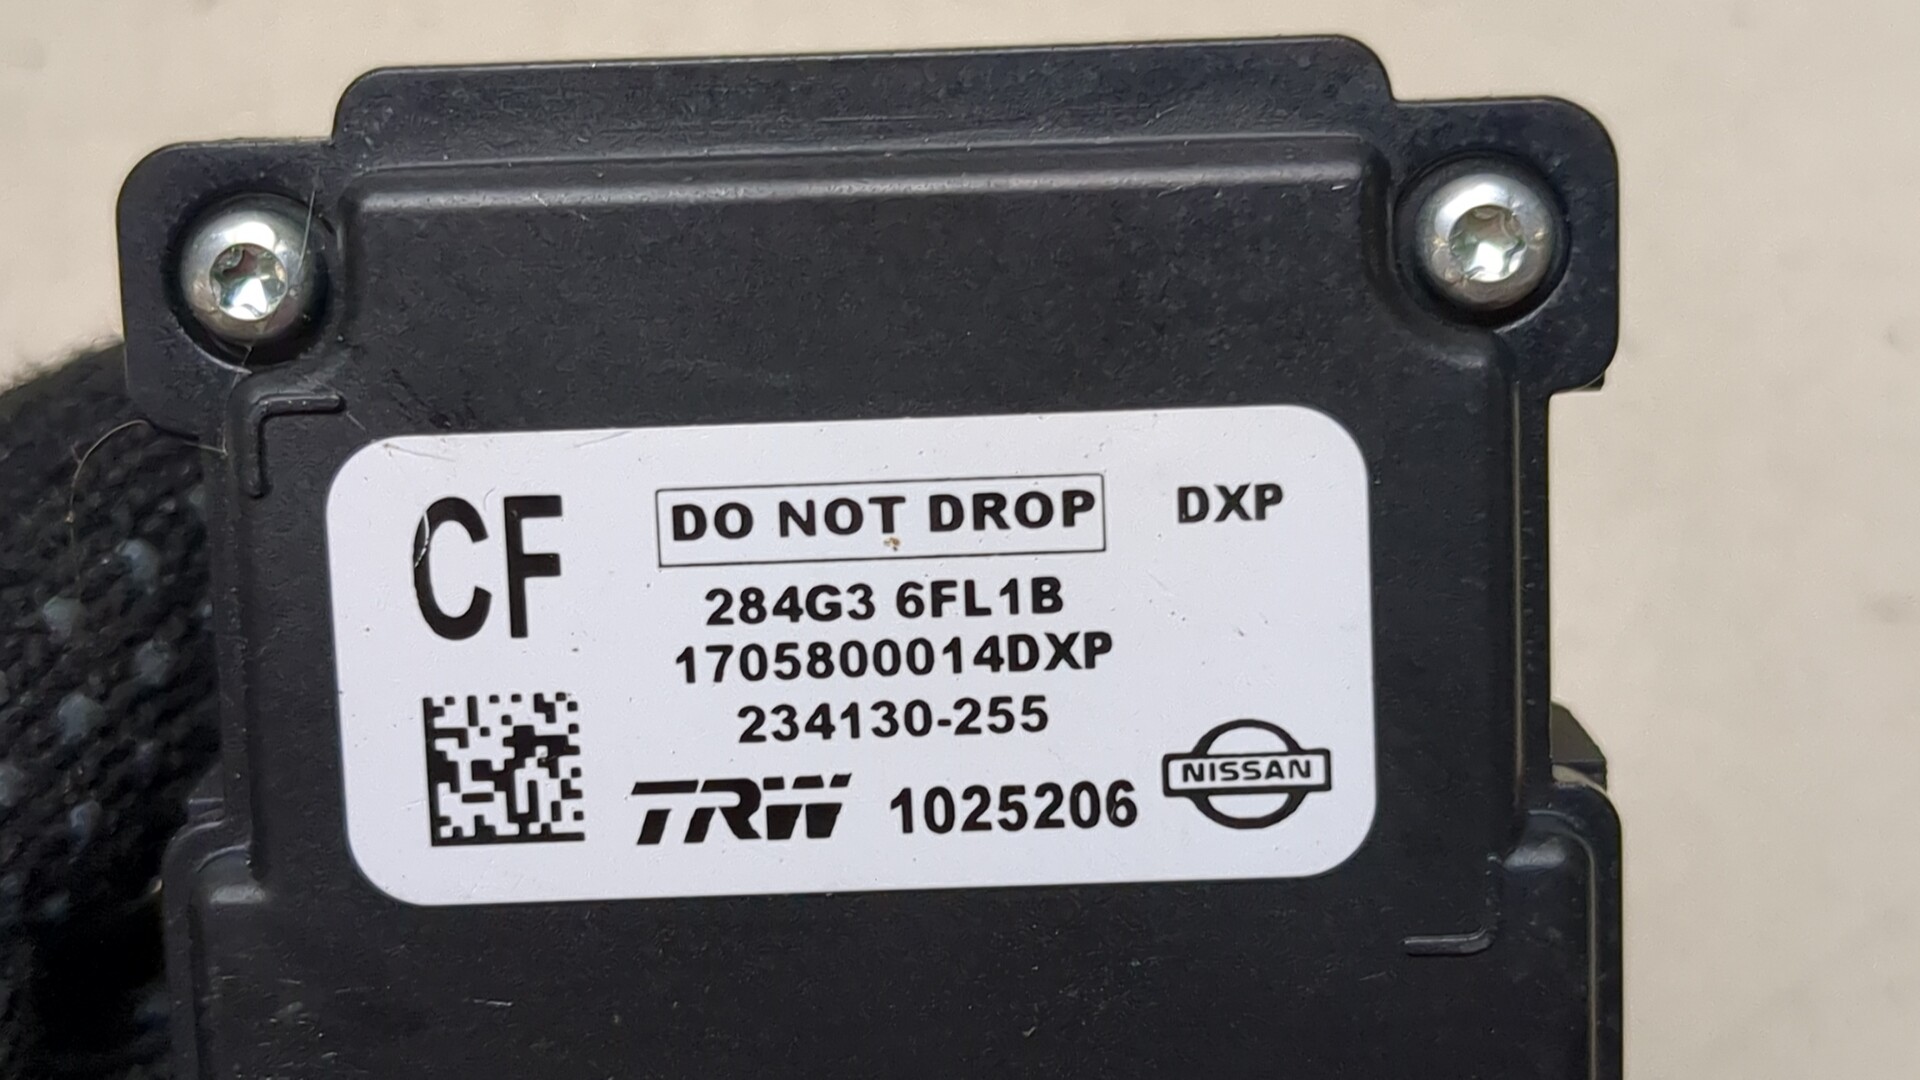 CF
DO NOT DROP
DXP
284G3 6FL1B
1705800014DXP
234130-255
TRW 1025206
NISSAN